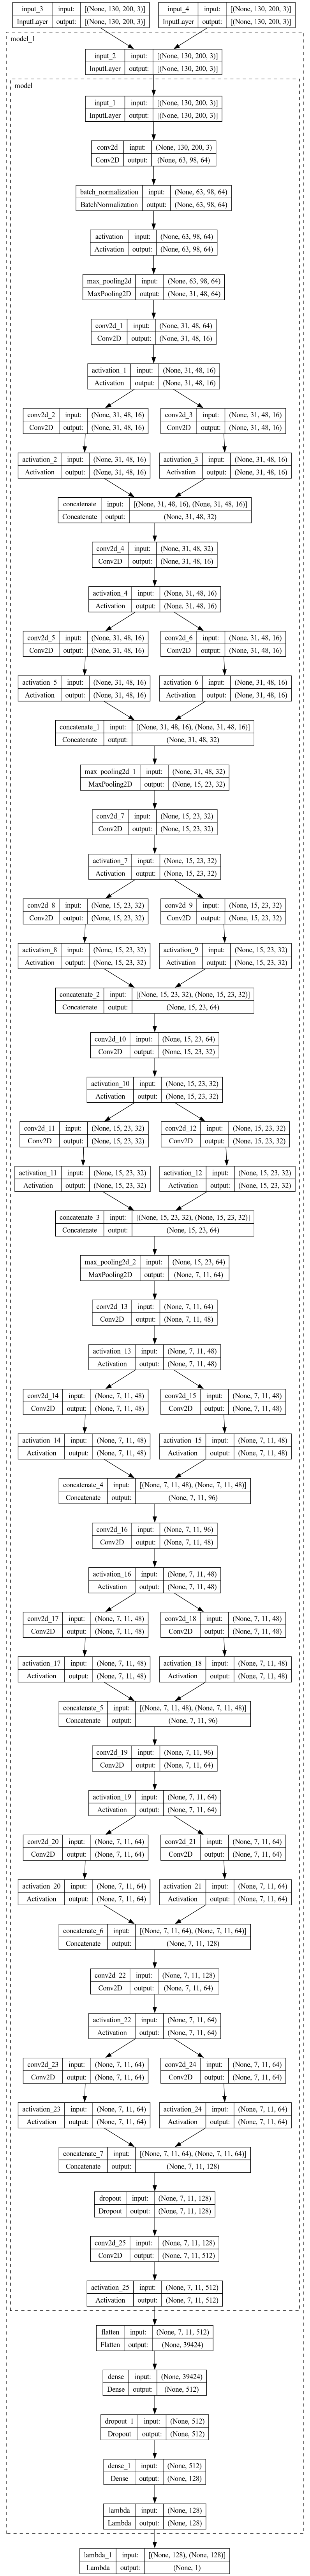 input_3 input: [(None, 130, 200, 3)]
InputLayer output: [(None, 130, 200, 3)]
input_4 input: [(None, 130, 200, 3)]
InputLayer output: [(None, 130, 200, 3)]
model_1
input_2 input: [(None, 130, 200, 3)]
InputLayer output: [(None, 130, 200, 3)]
model
input_1 input: [(None, 130, 200, 3)]
InputLayer output: [(None, 130, 200, 3)]
conv2d input: (None, 130, 200, 3)
Conv2D output: (None, 63, 98, 64)
batch_normalization input: (None, 63, 98, 64)
BatchNormalization output: (None, 63, 98, 64)
activation input: (None, 63, 98, 64)
Activation output: (None, 63, 98, 64)
max_pooling2d input: (None, 63, 98, 64)
MaxPooling2D output: (None, 31, 48, 64)
conv2d_1 input: (None, 31, 48, 64)
Conv2D output: (None, 31, 48, 16)
activation_1 input: (None, 31, 48, 16)
Activation output: (None, 31, 48, 16)
conv2d_2 input: (None, 31, 48, 16)
Conv2D output: (None, 31, 48, 16)
conv2d_3 input: (None, 31, 48, 16)
Conv2D output: (None, 31, 48, 16)
activation_2 input: (None, 31, 48, 16)
Activation output: (None, 31, 48, 16)
activation_3 input: (None, 31, 48, 16)
Activation output: (None, 31, 48, 16)
concatenate input: [(None, 31, 48, 16), (None, 31, 48, 16)]
Concatenate output: (None, 31, 48, 32)
conv2d_4 input: (None, 31, 48, 32)
Conv2D output: (None, 31, 48, 16)
activation_4 input: (None, 31, 48, 16)
Activation output: (None, 31, 48, 16)
conv2d_5 input: (None, 31, 48, 16)
Conv2D output: (None, 31, 48, 16)
conv2d_6 input: (None, 31, 48, 16)
Conv2D output: (None, 31, 48, 16)
activation_5 input: (None, 31, 48, 16)
Activation output: (None, 31, 48, 16)
activation_6 input: (None, 31, 48, 16)
Activation output: (None, 31, 48, 16)
concatenate_1 input: [(None, 31, 48, 16), (None, 31, 48, 16)]
Concatenate output: (None, 31, 48, 32)
max_pooling2d_1 input: (None, 31, 48, 32)
MaxPooling2D output: (None, 15, 23, 32)
conv2d_7 input: (None, 15, 23, 32)
Conv2D output: (None, 15, 23, 32)
activation_7 input: (None, 15, 23, 32)
Activation output: (None, 15, 23, 32)
conv2d_8 input: (None, 15, 23, 32)
Conv2D output: (None, 15, 23, 32)
conv2d_9 input: (None, 15, 23, 32)
Conv2D output: (None, 15, 23, 32)
activation_8 input: (None, 15, 23, 32)
Activation output: (None, 15, 23, 32)
activation_9 input: (None, 15, 23, 32)
Activation output: (None, 15, 23, 32)
concatenate_2 input: [(None, 15, 23, 32), (None, 15, 23, 32)]
Concatenate output: (None, 15, 23, 64)
conv2d_10 input: (None, 15, 23, 64)
Conv2D output: (None, 15, 23, 32)
activation_10 input: (None, 15, 23, 32)
Activation output: (None, 15, 23, 32)
conv2d_11 input: (None, 15, 23, 32)
Conv2D output: (None, 15, 23, 32)
conv2d_12 input: (None, 15, 23, 32)
Conv2D output: (None, 15, 23, 32)
activation_11 input: (None, 15, 23, 32)
Activation output: (None, 15, 23, 32)
activation_12 input: (None, 15, 23, 32)
Activation output: (None, 15, 23, 32)
concatenate_3 input: [(None, 15, 23, 32), (None, 15, 23, 32)]
Concatenate output: (None, 15, 23, 64)
max_pooling2d_2 input: (None, 15, 23, 64)
MaxPooling2D output: (None, 7, 11, 64)
conv2d_13 input: (None, 7, 11, 64)
Conv2D output: (None, 7, 11, 48)
activation_13 input: (None, 7, 11, 48)
Activation output: (None, 7, 11, 48)
conv2d_14 input: (None, 7, 11, 48)
Conv2D output: (None, 7, 11, 48)
conv2d_15 input: (None, 7, 11, 48)
Conv2D output: (None, 7, 11, 48)
activation_14 input: (None, 7, 11, 48)
Activation output: (None, 7, 11, 48)
activation_15 input: (None, 7, 11, 48)
Activation output: (None, 7, 11, 48)
concatenate_4 input: [(None, 7, 11, 48), (None, 7, 11, 48)]
Concatenate output: (None, 7, 11, 96)
conv2d_16 input: (None, 7, 11, 96)
Conv2D output: (None, 7, 11, 48)
activation_16 input: (None, 7, 11, 48)
Activation output: (None, 7, 11, 48)
conv2d_17 input: (None, 7, 11, 48)
Conv2D output: (None, 7, 11, 48)
conv2d_18 input: (None, 7, 11, 48)
Conv2D output: (None, 7, 11, 48)
activation_17 input: (None, 7, 11, 48)
Activation output: (None, 7, 11, 48)
activation_18 input: (None, 7, 11, 48)
Activation output: (None, 7, 11, 48)
concatenate_5 input: [(None, 7, 11, 48), (None, 7, 11, 48)]
Concatenate output: (None, 7, 11, 96)
conv2d_19 input: (None, 7, 11, 96)
Conv2D output: (None, 7, 11, 64)
activation_19 input: (None, 7, 11, 64)
Activation output: (None, 7, 11, 64)
conv2d_20 input: (None, 7, 11, 64)
Conv2D output: (None, 7, 11, 64)
conv2d_21 input: (None, 7, 11, 64)
Conv2D output: (None, 7, 11, 64)
activation_20 input: (None, 7, 11, 64)
Activation output: (None, 7, 11, 64)
activation_21 input: (None, 7, 11, 64)
Activation output: (None, 7, 11, 64)
concatenate_6 input: [(None, 7, 11, 64), (None, 7, 11, 64)]
Concatenate output: (None, 7, 11, 128)
conv2d_22 input: (None, 7, 11, 128)
Conv2D output: (None, 7, 11, 64)
activation_22 input: (None, 7, 11, 64)
Activation output: (None, 7, 11, 64)
conv2d_23 input: (None, 7, 11, 64)
Conv2D output: (None, 7, 11, 64)
conv2d_24 input: (None, 7, 11, 64)
Conv2D output: (None, 7, 11, 64)
activation_23 input: (None, 7, 11, 64)
Activation output: (None, 7, 11, 64)
activation_24 input: (None, 7, 11, 64)
Activation output: (None, 7, 11, 64)
concatenate_7 input: [(None, 7, 11, 64), (None, 7, 11, 64)]
Concatenate output: (None, 7, 11, 128)
dropout input: (None, 7, 11, 128)
Dropout output: (None, 7, 11, 128)
conv2d_25 input: (None, 7, 11, 128)
Conv2D output: (None, 7, 11, 512)
activation_25 input: (None, 7, 11, 512)
Activation output: (None, 7, 11, 512)
flatten input: (None, 7, 11, 512)
Flatten output: (None, 39424)
dense input: (None, 39424)
Dense output: (None, 512)
dropout_1 input: (None, 512)
Dropout output: (None, 512)
dense_1 input: (None, 512)
Dense output: (None, 128)
lambda input: (None, 128)
Lambda output: (None, 128)
lambda_1 input: [(None, 128), (None, 128)]
Lambda output: (None, 1)